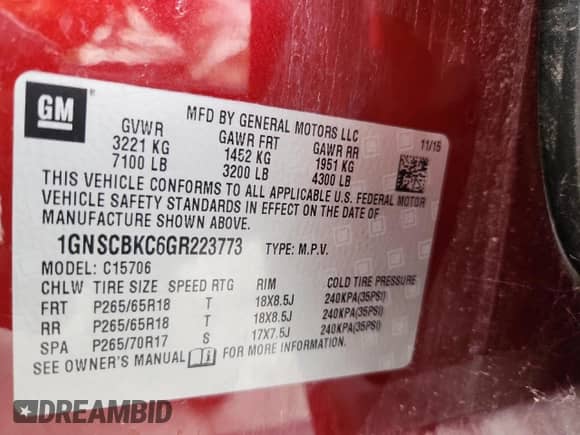 GM
MFD BY GENERAL MOTORS LLC
GVWR GAWR FRT GAWR RR 11/15
3221 KG 1452 KG 1951 KG
7100 LB 3200 LB 4300 LB
THIS VEHICLE CONFORMS TO ALL APPLICABLE U.S. FEDERAL MOTOR
VEHICLE SAFETY STANDARDS IN EFFECT ON THE DATE OF
MANUFACTURE SHOWN ABOVE.
1GNSCBKC6GR223773 TYPE: M.P.V.
MODEL: C15706
CHLW TIRE SIZE SPEED RTG RIM COLD TIRE PRESSURE
FRT P265/65R18 T 18X8.5J 240KPA(35PSI)
RR P265/65R18 T 18X8.5J 240KPA(35PSI)
SPA P265/70R17 S 17X7.5J 240KPA(35PSI)
SEE OWNER'S MANUAL FOR MORE INFORMATION.
DREAMBID